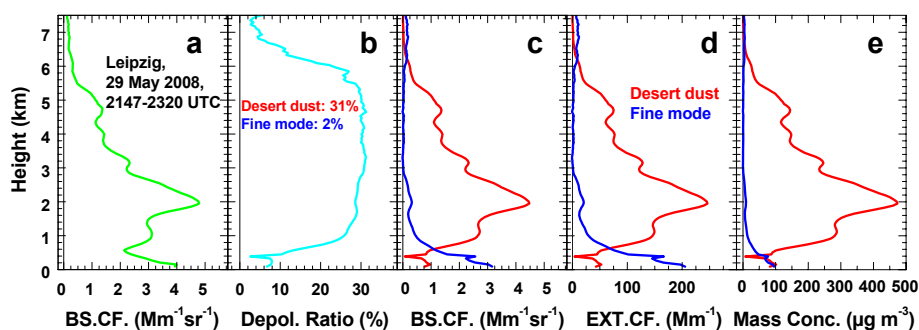 a
b
c
d
e
Leipzig,
29 May 2008,
2147-2320 UTC
Desert dust: 31%
Fine mode: 2%
Desert dust
Fine mode
Height (km)
7
6
5
4
3
2
1
0
0 1 2 3 4 5
0 10 20 30
0 1 2 3 4 5
0 100 200
0 100 200 300 400 500
BS.CF. (Mm⁻¹sr⁻¹)
Depol. Ratio (%)
BS.CF. (Mm⁻¹sr⁻¹)
EXT.CF. (Mm⁻¹)
Mass Conc. (µg m³)